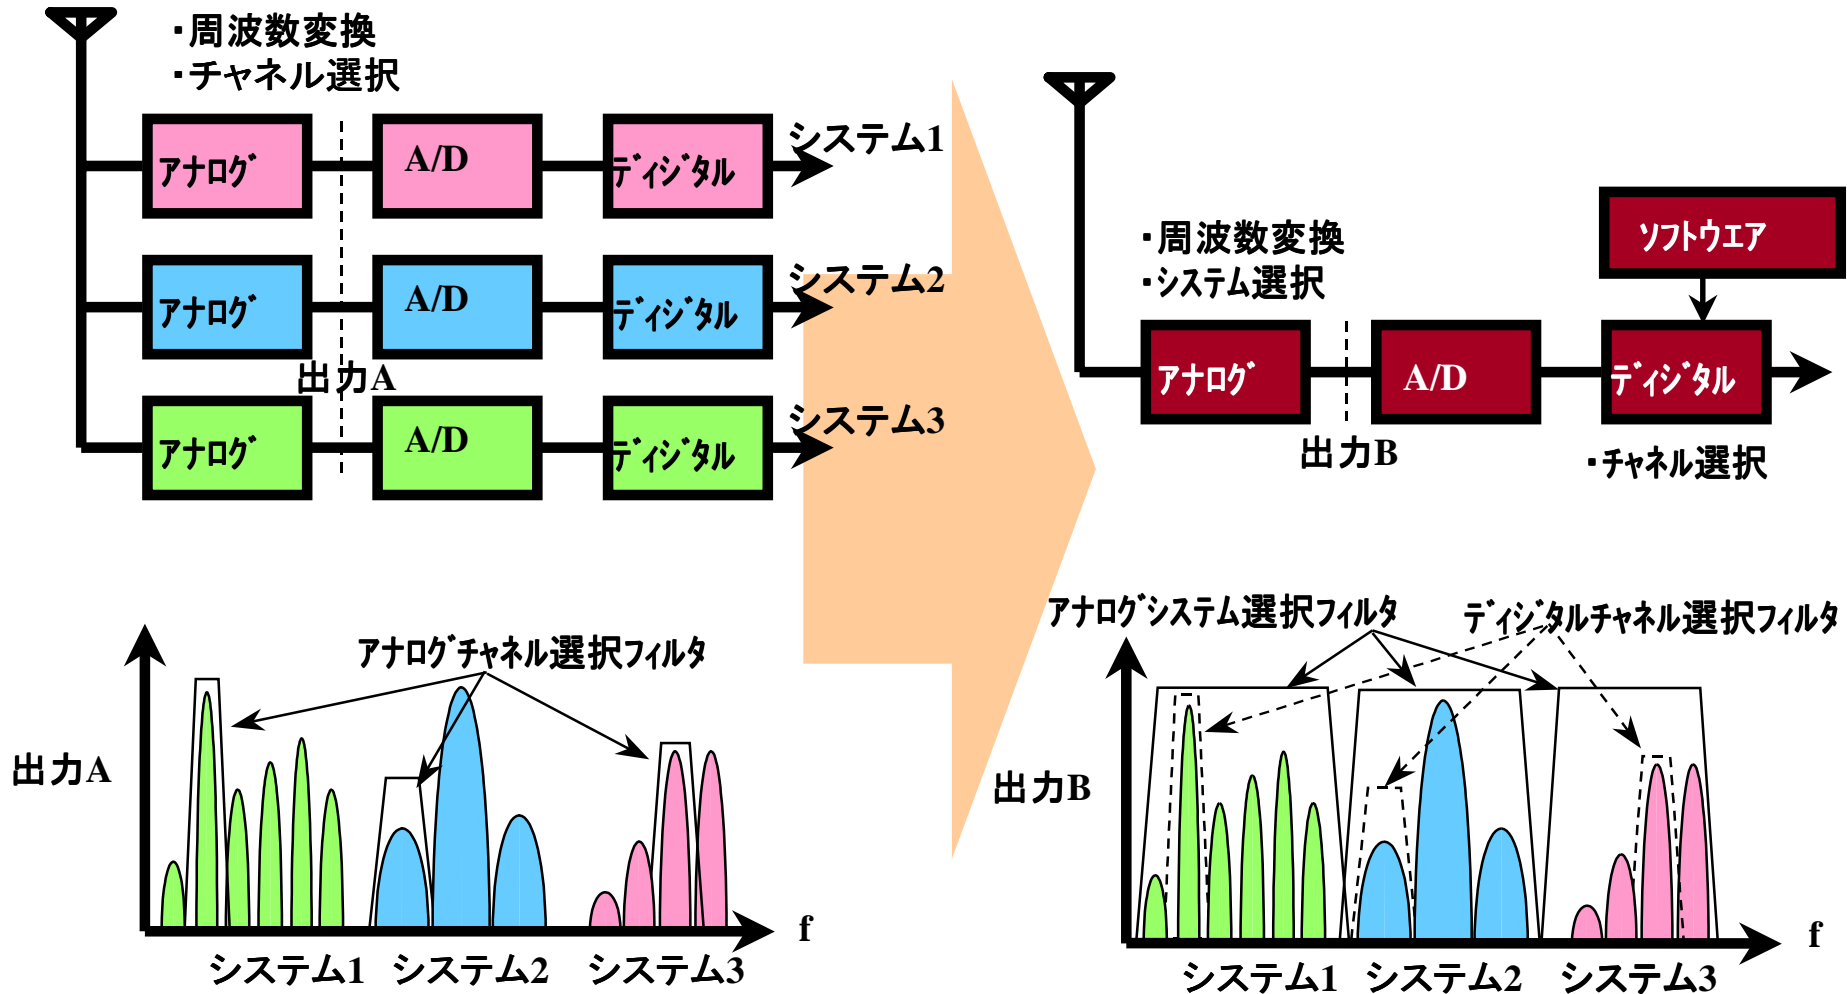 ・周波数変換
・チャネル選択
アナログ
A/D
ディジタル
システム1
アナログ
A/D
ディジタル
システム2
出力A
アナログ
A/D
ディジタル
システム3
・周波数変換
・システム選択
ソフトウエア
アナログ
A/D
ディジタル
出力B
・チャネル選択
アナログチャネル選択フィルタ
出力A
f
システム1
システム2
システム3
アナログシステム選択フィルタ
ディジタルチャネル選択フィルタ
出力B
f
システム1
システム2
システム3